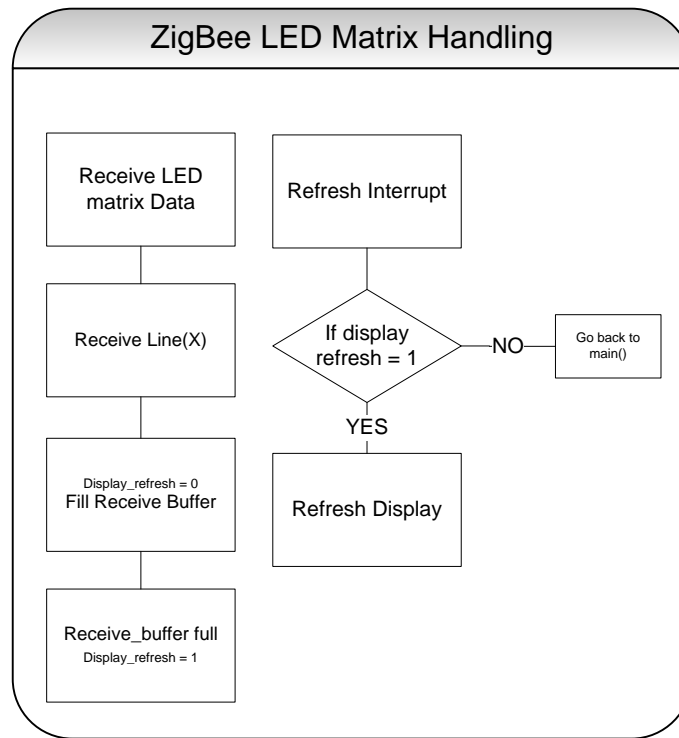 ZigBee LED Matrix Handling
Receive LED
matrix Data
Receive Line(X)
Display_refresh = 0
Fill Receive Buffer
Receive_buffer full
Display_refresh = 1
Refresh Interrupt
If display
refresh = 1
NO
Go back to
main()
YES
Refresh Display